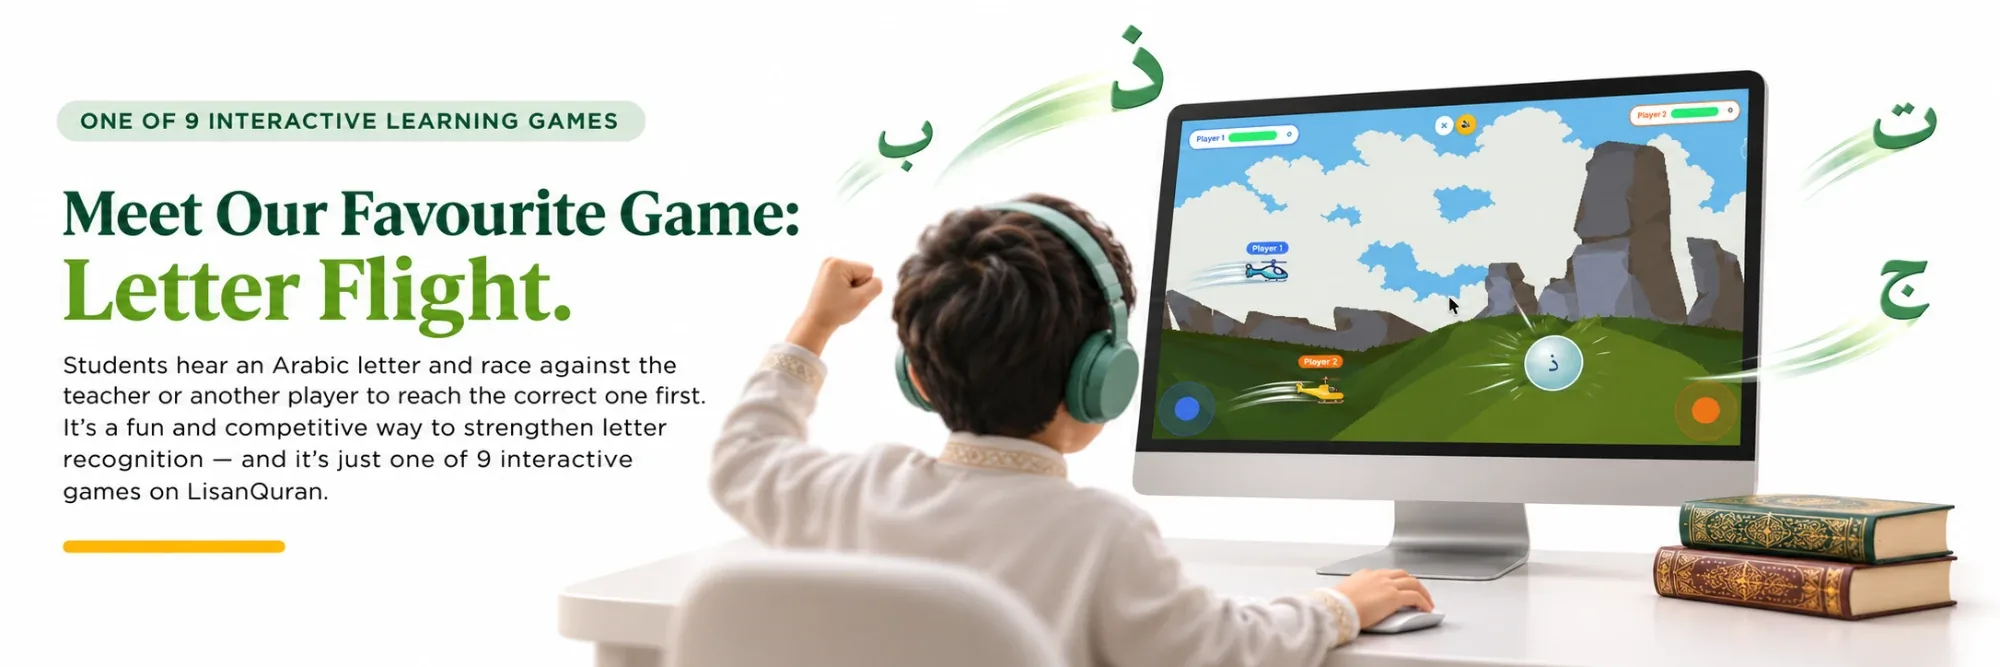 ONE OF 9 INTERACTIVE LEARNING GAMES
Meet Our Favourite Game:
Letter Flight.
Students hear an Arabic letter and race against the
teacher or another player to reach the correct one first.
It's a fun and competitive way to strengthen letter
recognition — and it's just one of 9 interactive
games on LisanQuran.
ب
ذ
ت
ج
Player 1 0
Player 2 0
Player 1
Player 2
ذ